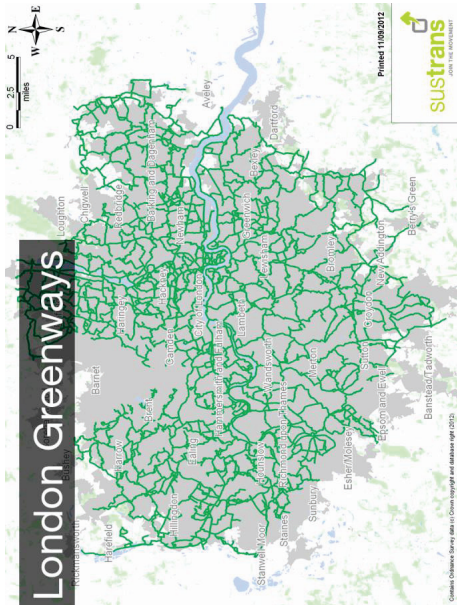 London Greenways
0 2.5 5
miles
N
W E
S
Rickmansworth
Bushey
Harefield
Harrow
Hillingdon
Barnet
Brent
Ealing
Loughton
Chigwell
Redbridge
Haringey
Hackney
Camden
City of London
Newham
Barking and Dagenham
Aveley
Hammersmith and Fulham
Hounslow
Richmond upon Thames
Wandsworth
Lambeth
Lewisham
Greenwich
Bexley
Dartford
Stanwell Moor
Staines
Sunbury
Esher/Molesey
Merton
Bromley
Sutton
Croydon
New Addington
Epsom and Ewell
Banstead/Tadworth
Berry's Green
Printed 11/09/2012
sustrans
JOIN THE MOVEMENT
Contains Ordnance Survey data (c) Crown copyright and database right (2012)